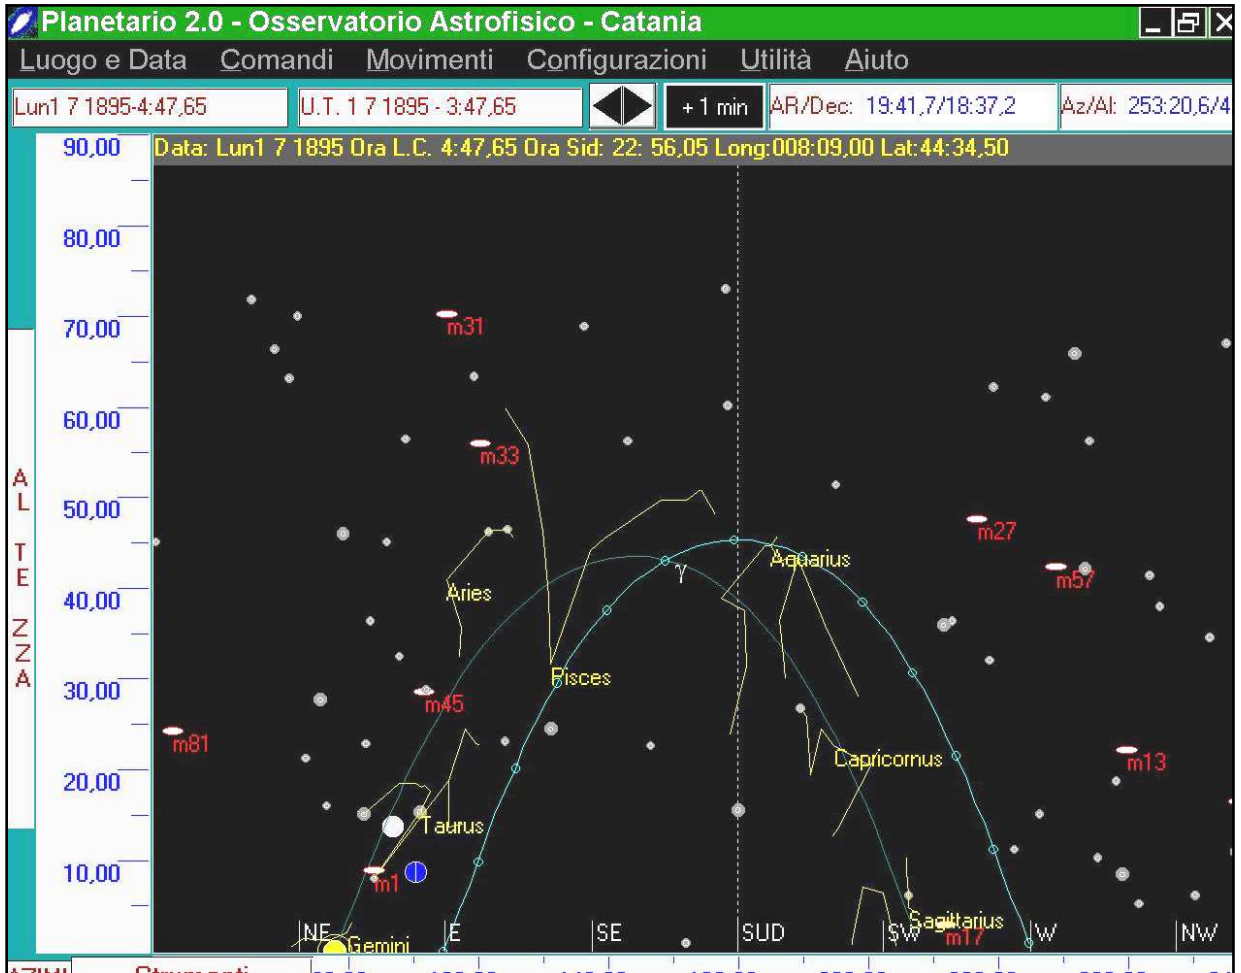 Planetario 2.0 - Osservatorio Astrofisico - Catania
Luogo e Data Comandi Movimenti Configurazioni Utilità Aiuto
Lun1 7 1895-4:47,65 U.T. 1 7 1895 - 3:47,65 + 1 min AR/Dec: 19:41,7/18:37,2 Az/Al: 253:20,6/4
90,00 Data: Lun1 7 1895 Ora L.C. 4:47,65 Ora Sid: 22: 56,05 Long:008:09,00 Lat:44:34,50
80,00
70,00
m31
60,00
m33
50,00
m27
Aquarius
γ
m57
Aries
40,00
ALTEZZA
Pisces
30,00
m45
m81
Capricornus
m13
20,00
Taurus
10,00
m1
Sagittarius
NE E SE SUD SW m17 W NW
Gemini
Strumenti